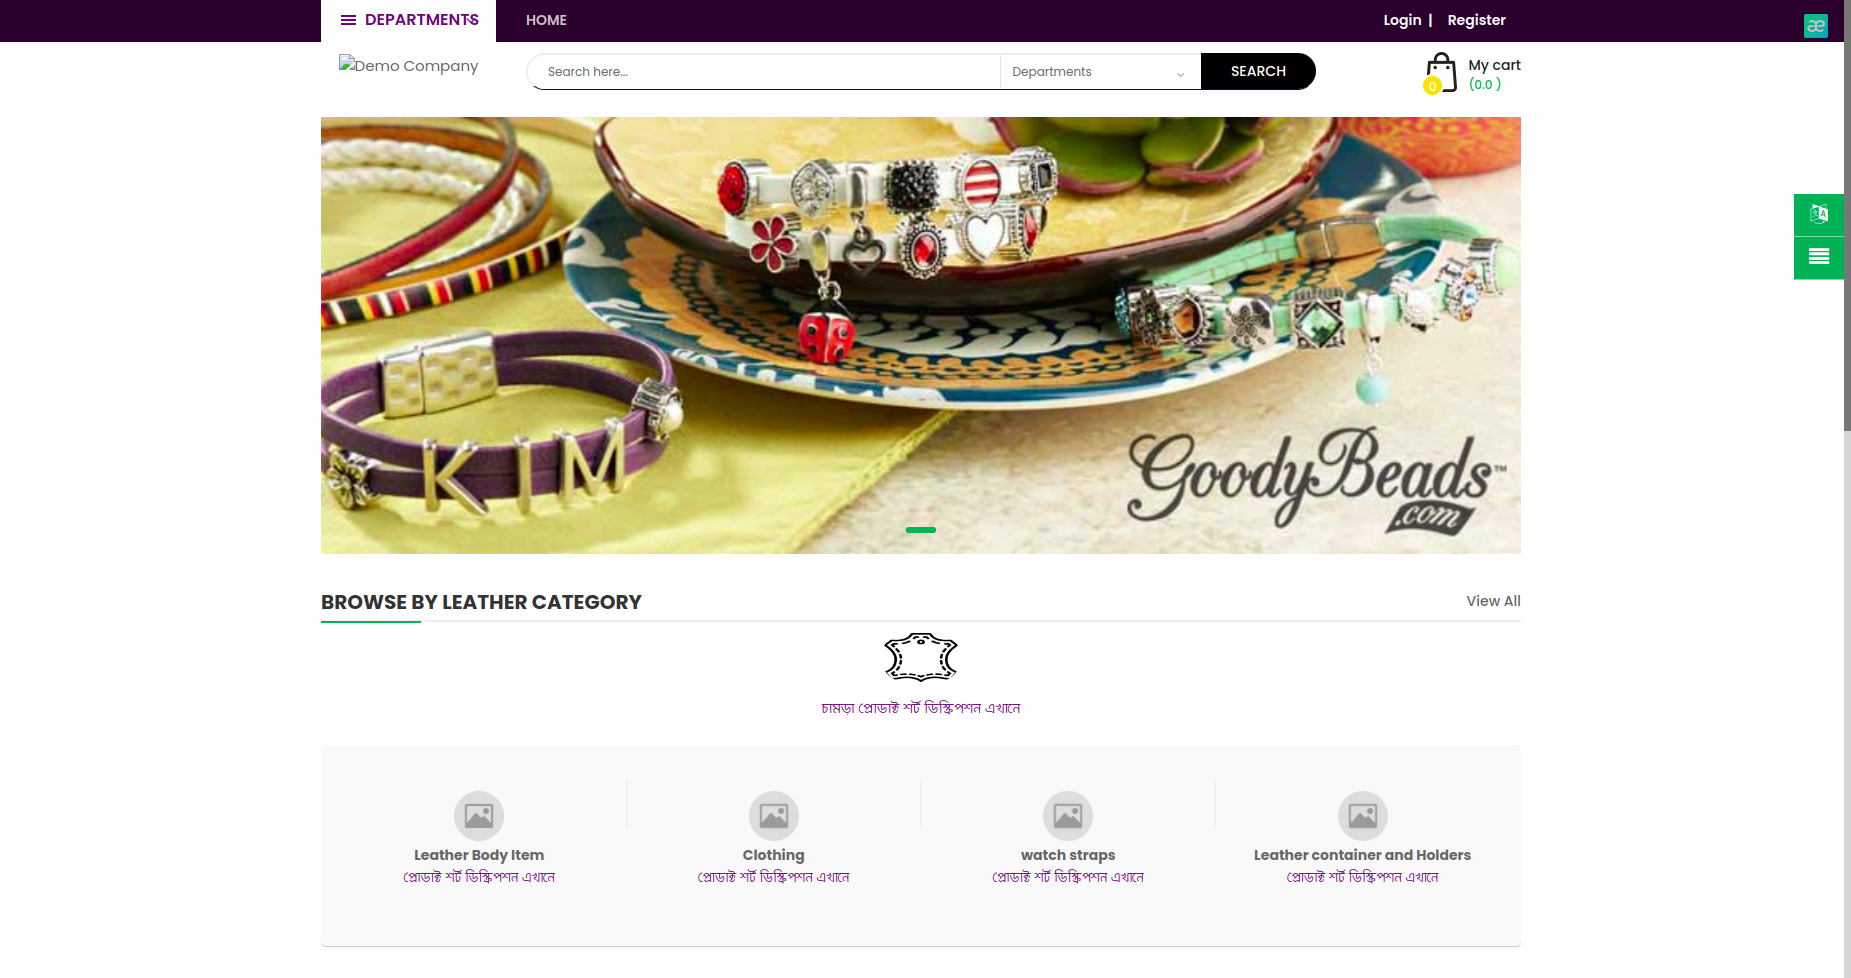 DEPARTMENTS
HOME
Login | Register
æ
Demo Company
Search here...
Departments
SEARCH
My cart
0
(0.0 )
KIM
GoodyBeads™
.com
BROWSE BY LEATHER CATEGORY
View All
চামড়া প্রোডাক্ট শর্ট ডিস্ক্রিপশন এখানে
Leather Body Item
Clothing
watch straps
Leather container and Holders
প্রোডাক্ট শর্ট ডিস্ক্রিপশন এখানে
প্রোডাক্ট শর্ট ডিস্ক্রিপশন এখানে
প্রোডাক্ট শর্ট ডিস্ক্রিপশন এখানে
প্রোডাক্ট শর্ট ডিস্ক্রিপশন এখানে